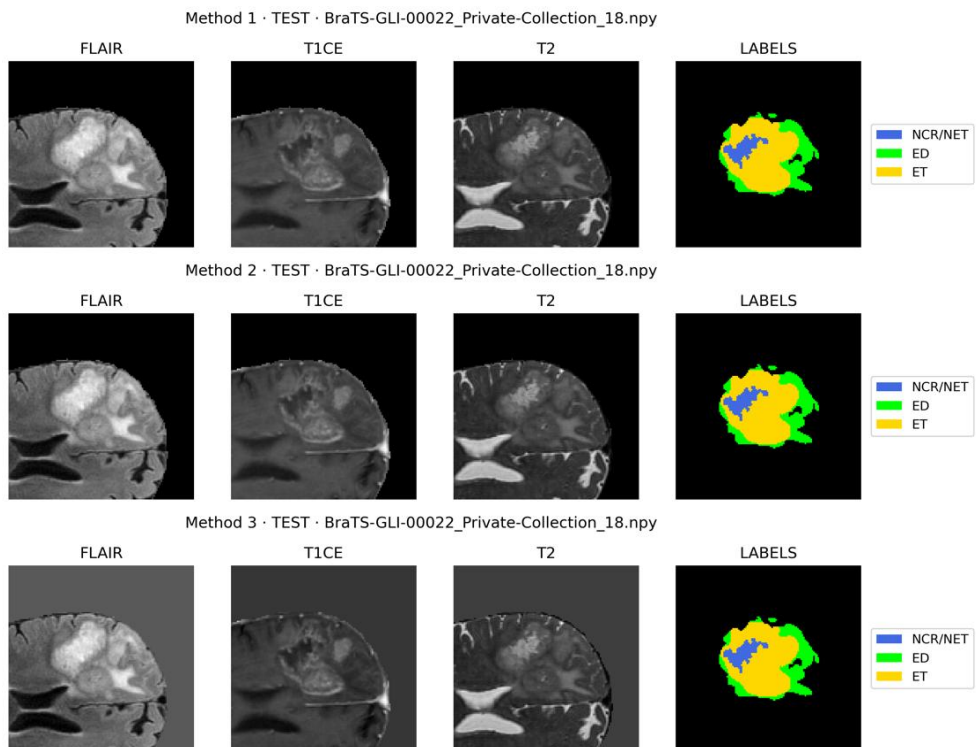 Method 1 · TEST · BraTS-GLI-00022_Private-Collection_18.npy
FLAIR T1CE T2 LABELS
NCR/NET
ED
ET
Method 2 · TEST · BraTS-GLI-00022_Private-Collection_18.npy
FLAIR T1CE T2 LABELS
NCR/NET
ED
ET
Method 3 · TEST · BraTS-GLI-00022_Private-Collection_18.npy
FLAIR T1CE T2 LABELS
NCR/NET
ED
ET